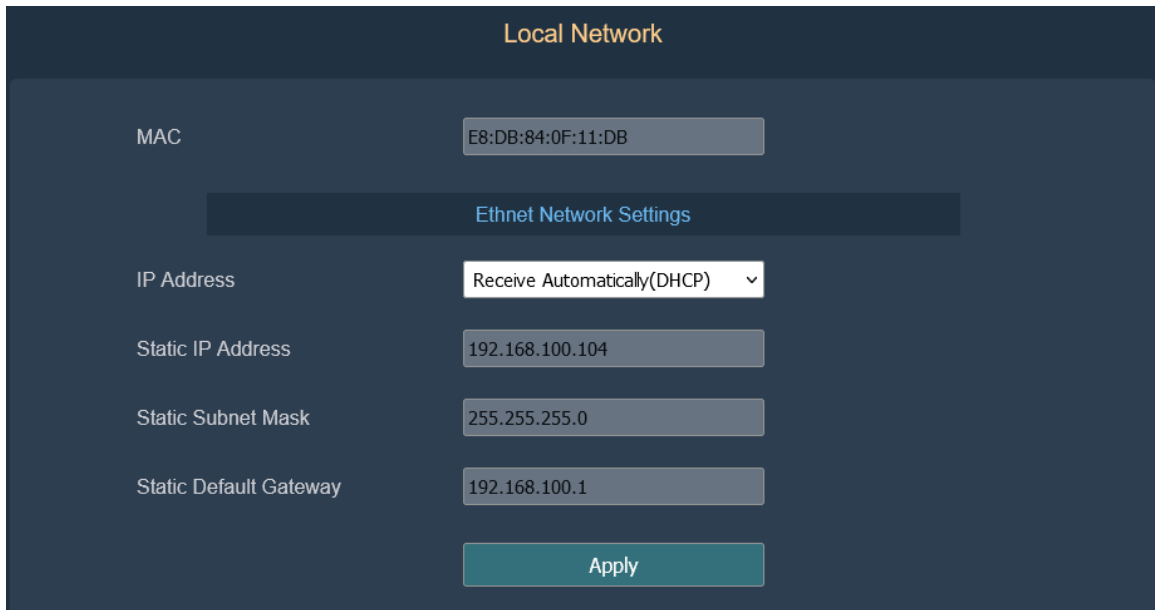 Local Network
MAC E8:DB:84:0F:11:DB
Ethnet Network Settings
IP Address Receive Automatically(DHCP)
Static IP Address 192.168.100.104
Static Subnet Mask 255.255.255.0
Static Default Gateway 192.168.100.1
Apply